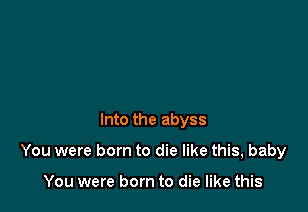 Into the abyss
You were born to die like this, baby
You were born to die like this